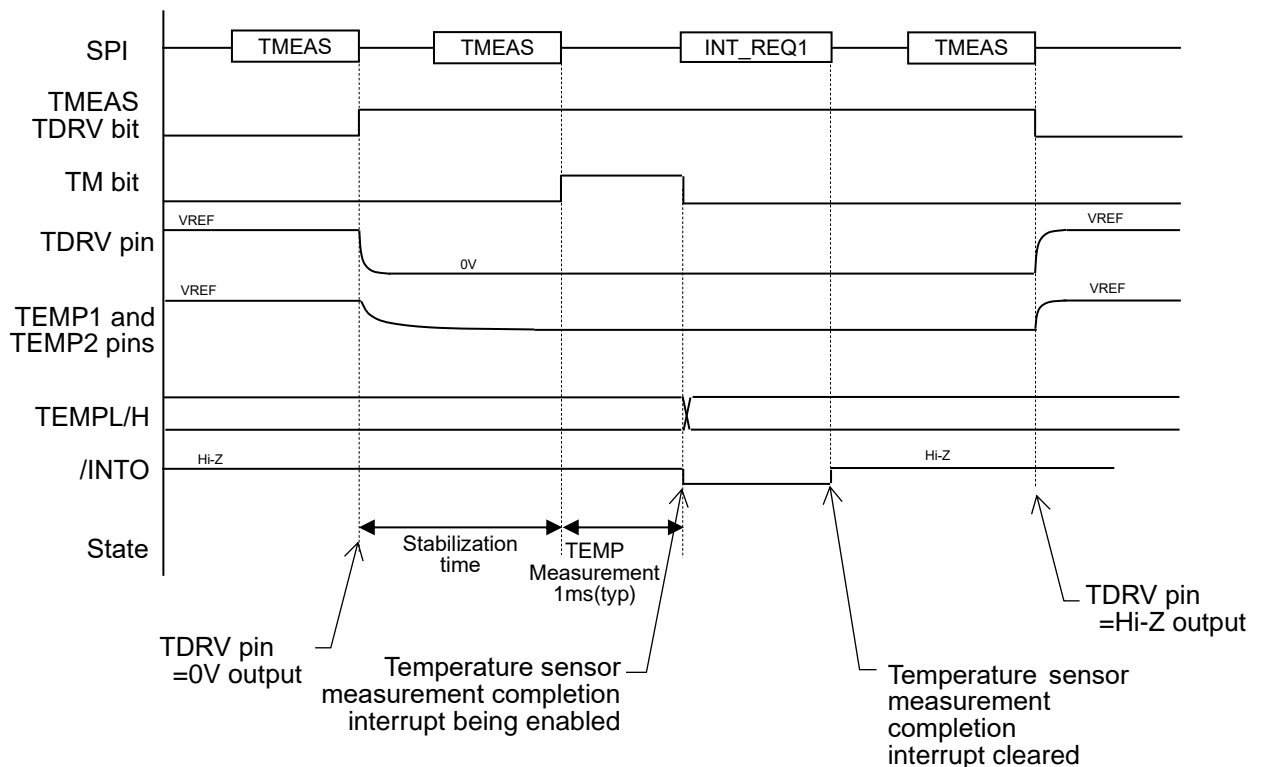 SPI
TMEAS
TMEAS
INT_REQ1
TMEAS
TMEAS
TDRV bit
TM bit
TDRV pin
VREF
0V
VREF
TEMP1 and
TEMP2 pins
VREF
VREF
TEMPL/H
/INTO
Hi-Z
Hi-Z
State
Stabilization
time
TEMP
Measurement
1ms(typ)
TDRV pin
=0V output
Temperature sensor
measurement completion
interrupt being enabled
Temperature sensor
measurement
completion
interrupt cleared
TDRV pin
=Hi-Z output